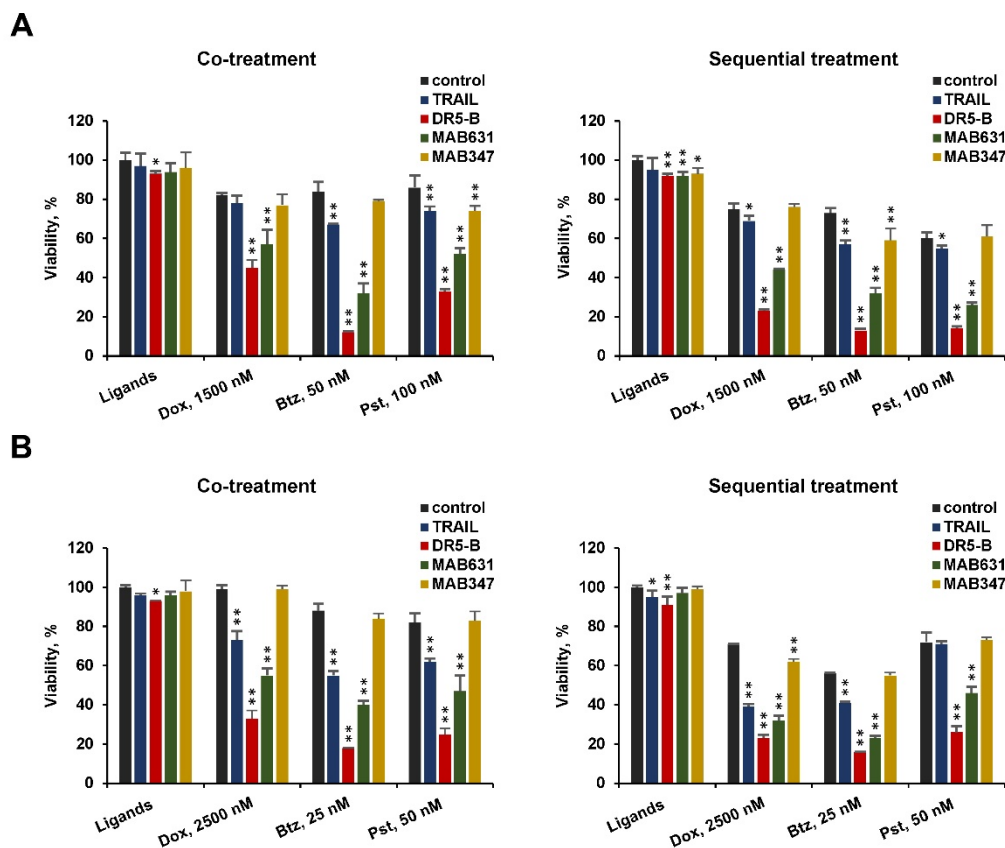 A
Co-treatment
control
TRAIL
DR5-B
MAB631
MAB347
Viability, %
120
100
80
60
40
20
0
*
**
**
**
**
**
**
**
**
**
Ligands
Dox, 1500 nM
Btz, 50 nM
Pst, 100 nM
Sequential treatment
control
TRAIL
DR5-B
MAB631
MAB347
Viability, %
120
100
80
60
40
20
0
**
**
*
*
**
**
**
**
**
**
*
**
**
Ligands
Dox, 1500 nM
Btz, 50 nM
Pst, 100 nM
B
Co-treatment
control
TRAIL
DR5-B
MAB631
MAB347
Viability, %
120
100
80
60
40
20
0
*
**
**
**
**
**
**
**
**
**
Ligands
Dox, 2500 nM
Btz, 25 nM
Pst, 50 nM
Sequential treatment
control
TRAIL
DR5-B
MAB631
MAB347
Viability, %
120
100
80
60
40
20
0
*
**
**
**
**
**
**
**
**
**
**
Ligands
Dox, 2500 nM
Btz, 25 nM
Pst, 50 nM